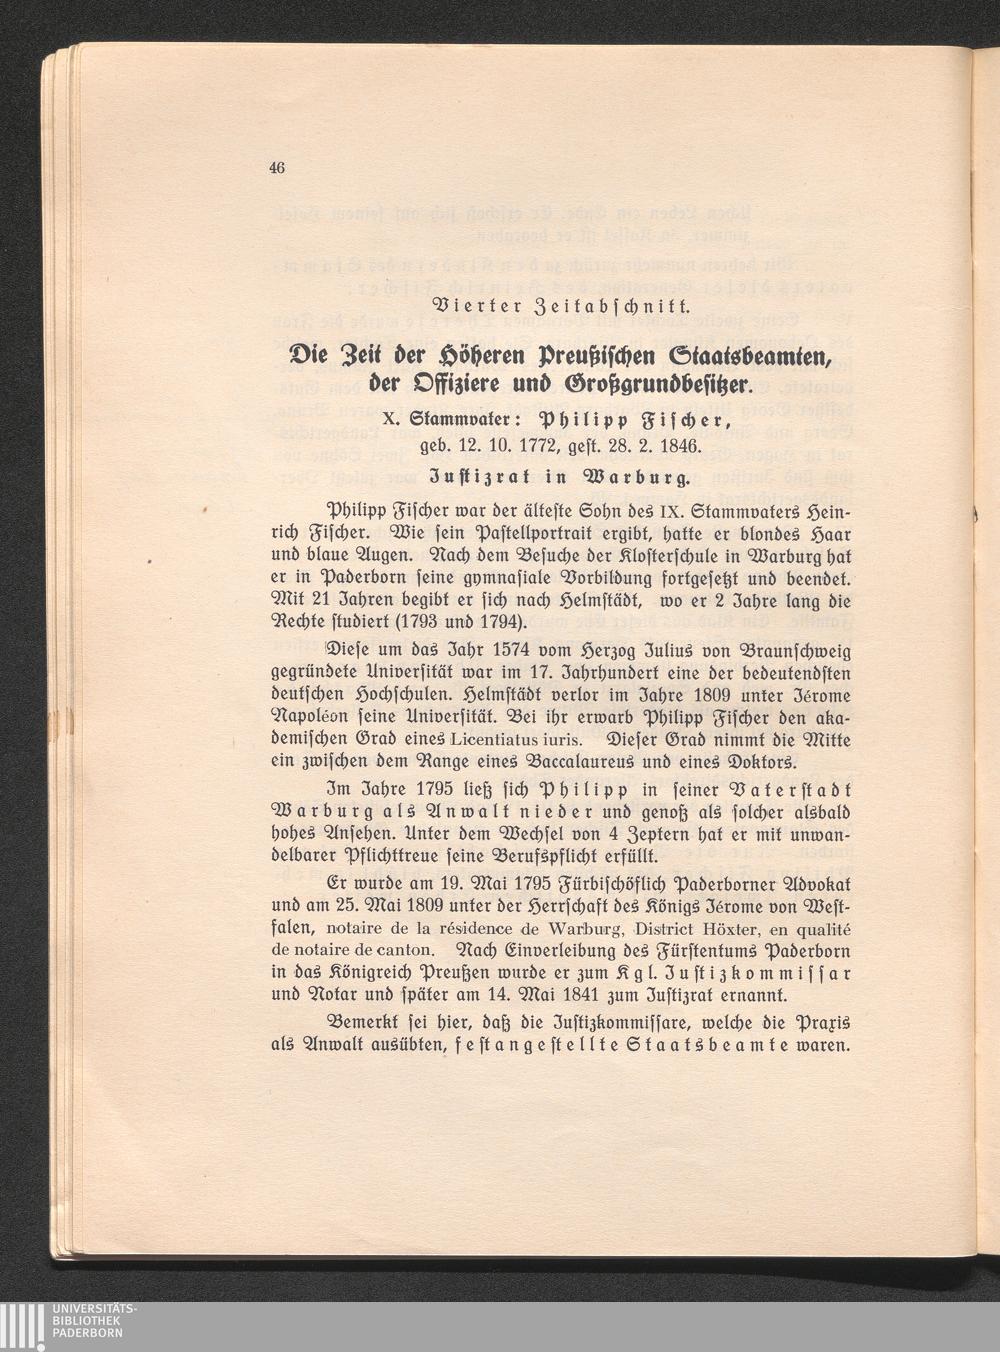 46
Vierter Zeitabschnitt.
Die Zeit der Höheren Preußischen Staatsbeamten,
der Offiziere und Großgrundbesitzer.
X. Stammvater: Philipp Fischer,
geb. 12. 10. 1772, gest. 28. 2. 1846.
Justizrat in Warburg.
Philipp Fischer war der älteste Sohn des IX. Stammvaters Hein-
rich Fischer. Wie sein Pastellportrait ergibt, hatte er blondes Haar
und blaue Augen. Nach dem Besuche der Klosterschule in Warburg hat
er in Paderborn seine gymnasiale Vorbildung fortgesetzt und beendet.
Mit 21 Jahren begibt er sich nach Helmstädt, wo er 2 Jahre lang die
Rechte studiert (1793 und 1794).
Diese um das Jahr 1574 vom Herzog Julius von Braunschweig
gegründete Universität war im 17. Jahrhundert eine der bedeutendsten
deutschen Hochschulen. Helmstädt verlor im Jahre 1809 unter Jérome
Napoléon seine Universität. Bei ihr erwarb Philipp Fischer den aka-
demischen Grad eines Licentiatus iuris. Dieser Grad nimmt die Mitte
ein zwischen dem Range eines Baccalaureus und eines Doktors.
Im Jahre 1795 ließ sich Philipp in seiner Vaterstadt
Warburg als Anwalt nieder und genoß als solcher alsbald
hohes Ansehen. Unter dem Wechsel von 4 Zeptern hat er mit unwan-
delbarer Pflichttreue seine Berufspflicht erfüllt.
Er wurde am 19. Mai 1795 Fürbischöflich Paderborner Advokat
und am 25. Mai 1809 unter der Herrschaft des Königs Jérome von West-
falen, notaire de la résidence de Warburg, District Höxter, en qualité
de notaire de canton. Nach Einverleibung des Fürstentums Paderborn
in das Königreich Preußen wurde er zum Kgl. Justizkommissar
und Notar und später am 14. Mai 1841 zum Justizrat ernannt.
Bemerkt sei hier, daß die Justizkommissare, welche die Praxis
als Anwalt ausübten, festangestellte Staatsbeamte waren.
UNIVERSITÄTS-
BIBLIOTHEK
PADERBORN